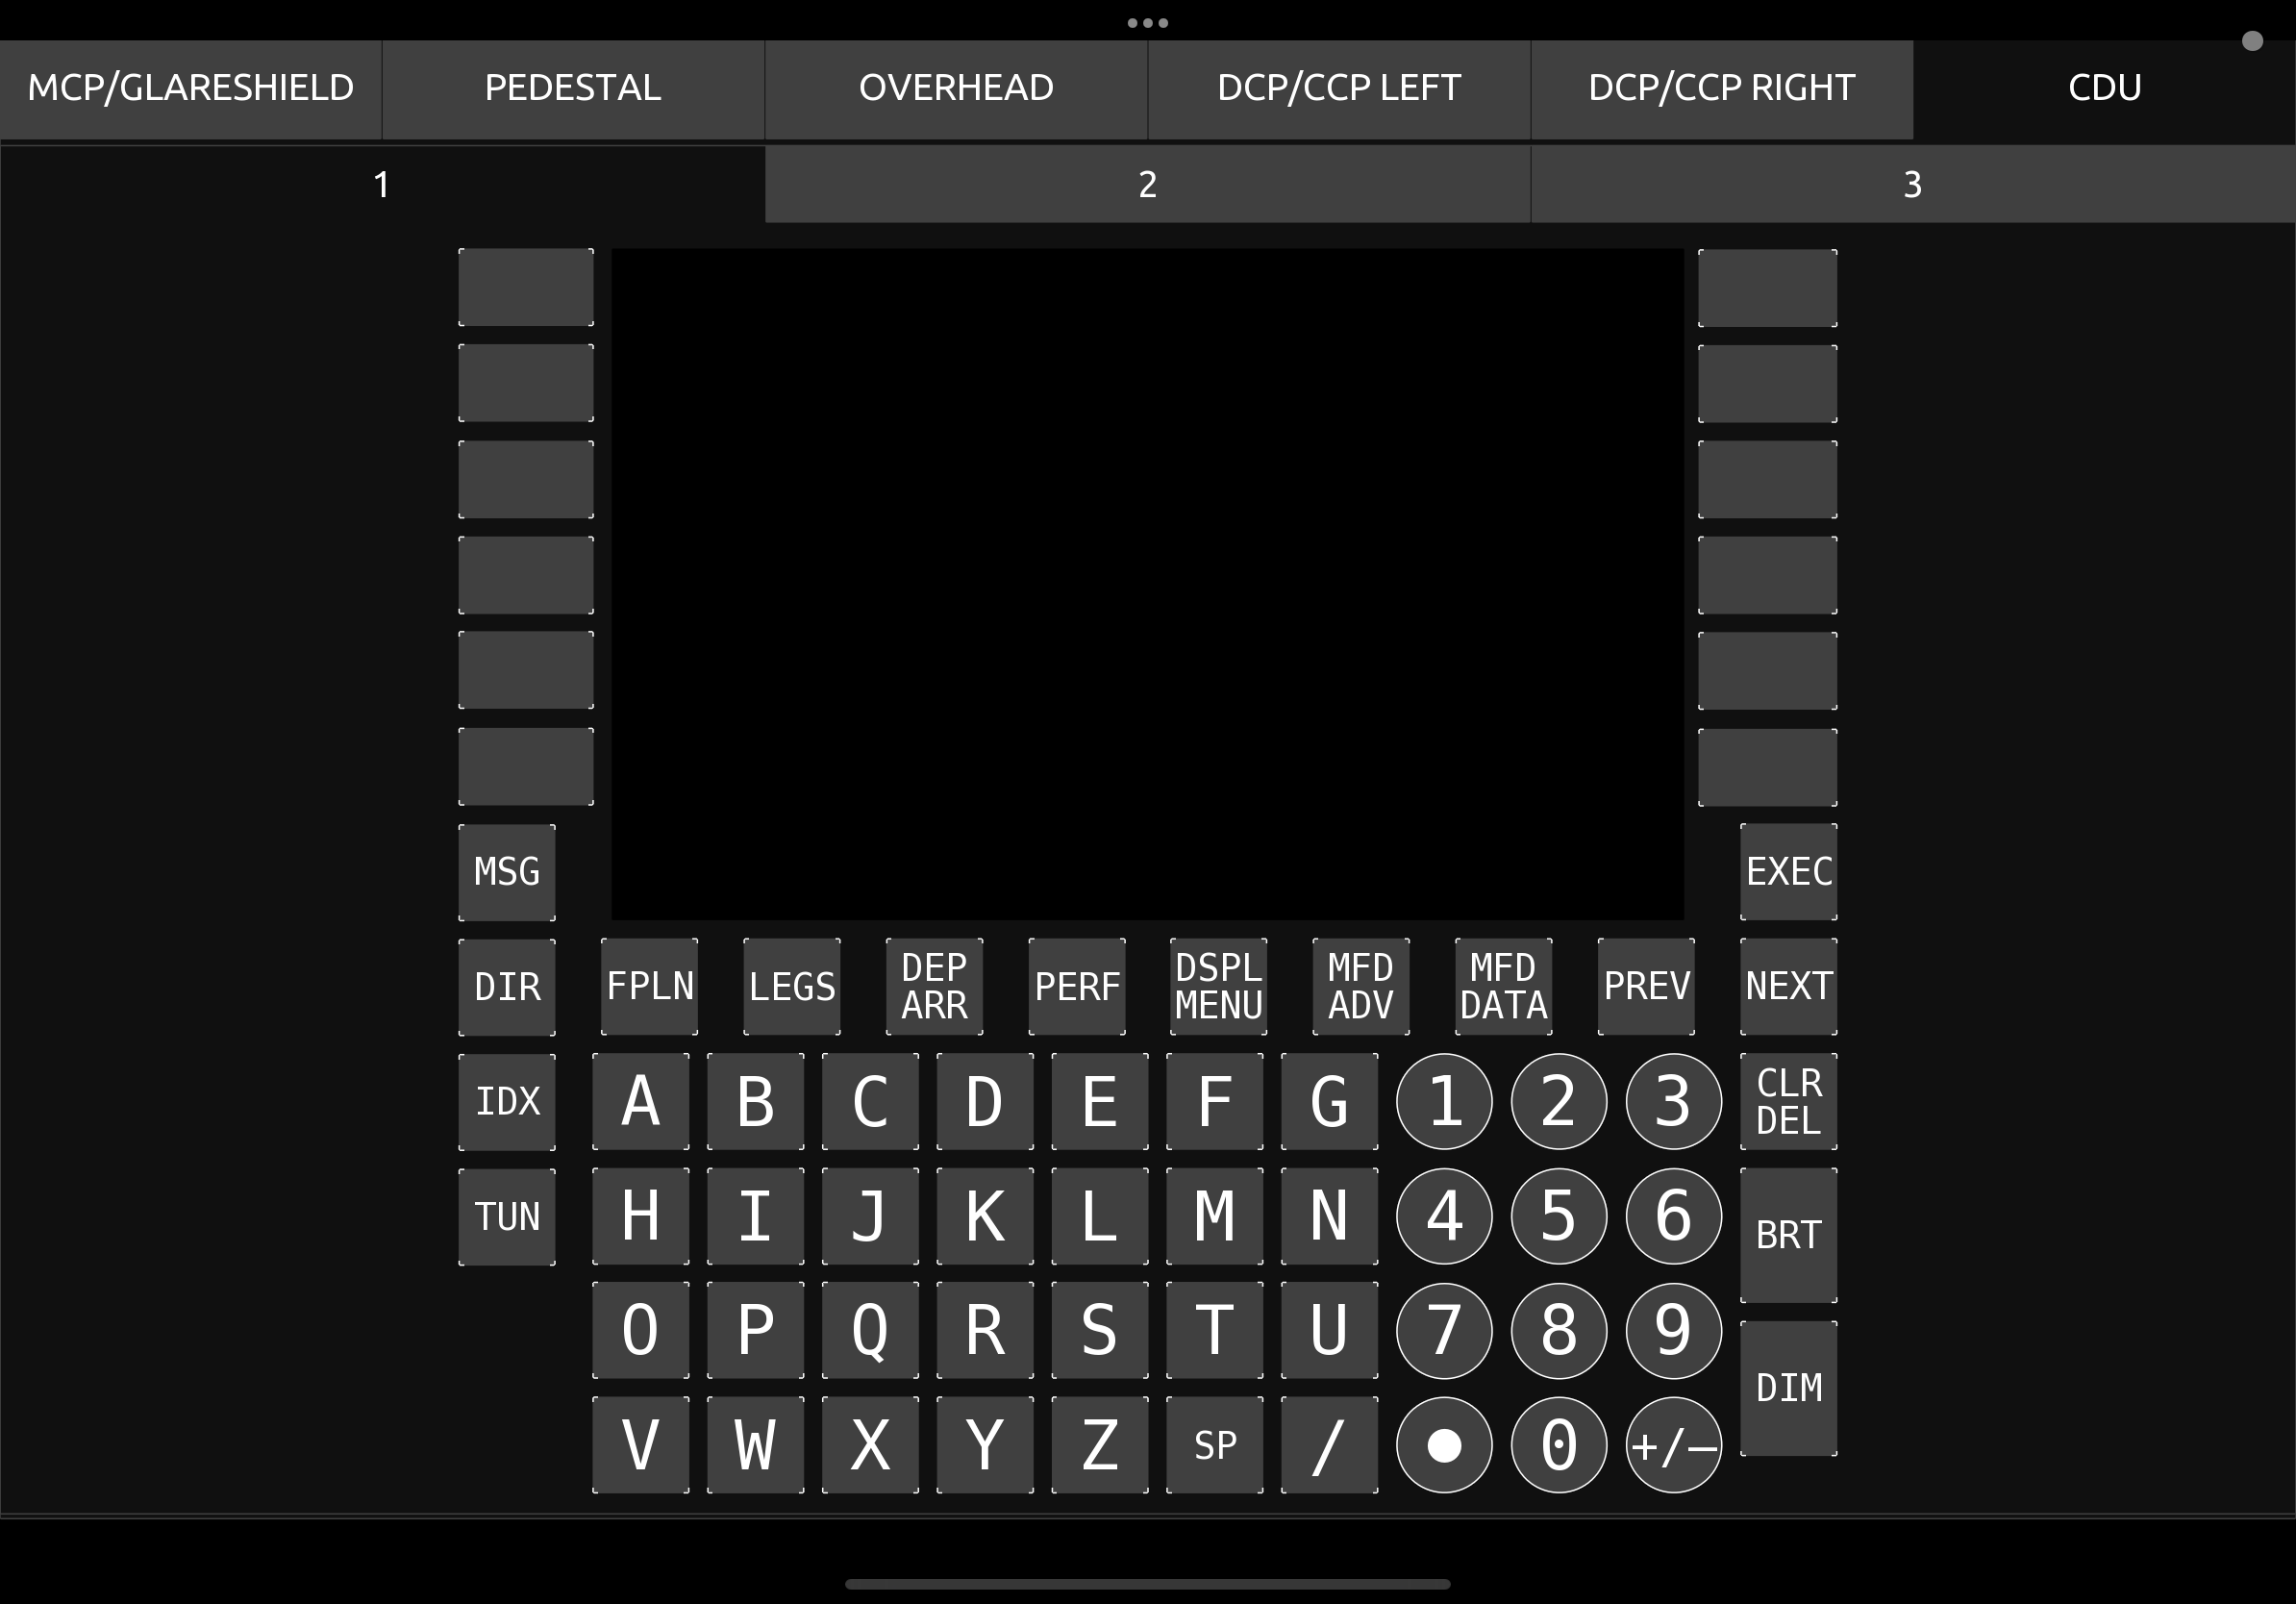 MCP/GLARESHIELD PEDESTAL OVERHEAD DCP/CCP LEFT DCP/CCP RIGHT CDU
1 2 3
MSG EXEC
DIR FPLN LEGS DEP ARR PERF DSPL MENU MFD ADV MFD DATA PREV NEXT
IDX A B C D E F G 1 2 3 CLR DEL
TUN H I J K L M N 4 5 6 BRT
O P Q R S T U 7 8 9 DIM
V W X Y Z SP / ● 0 +/–